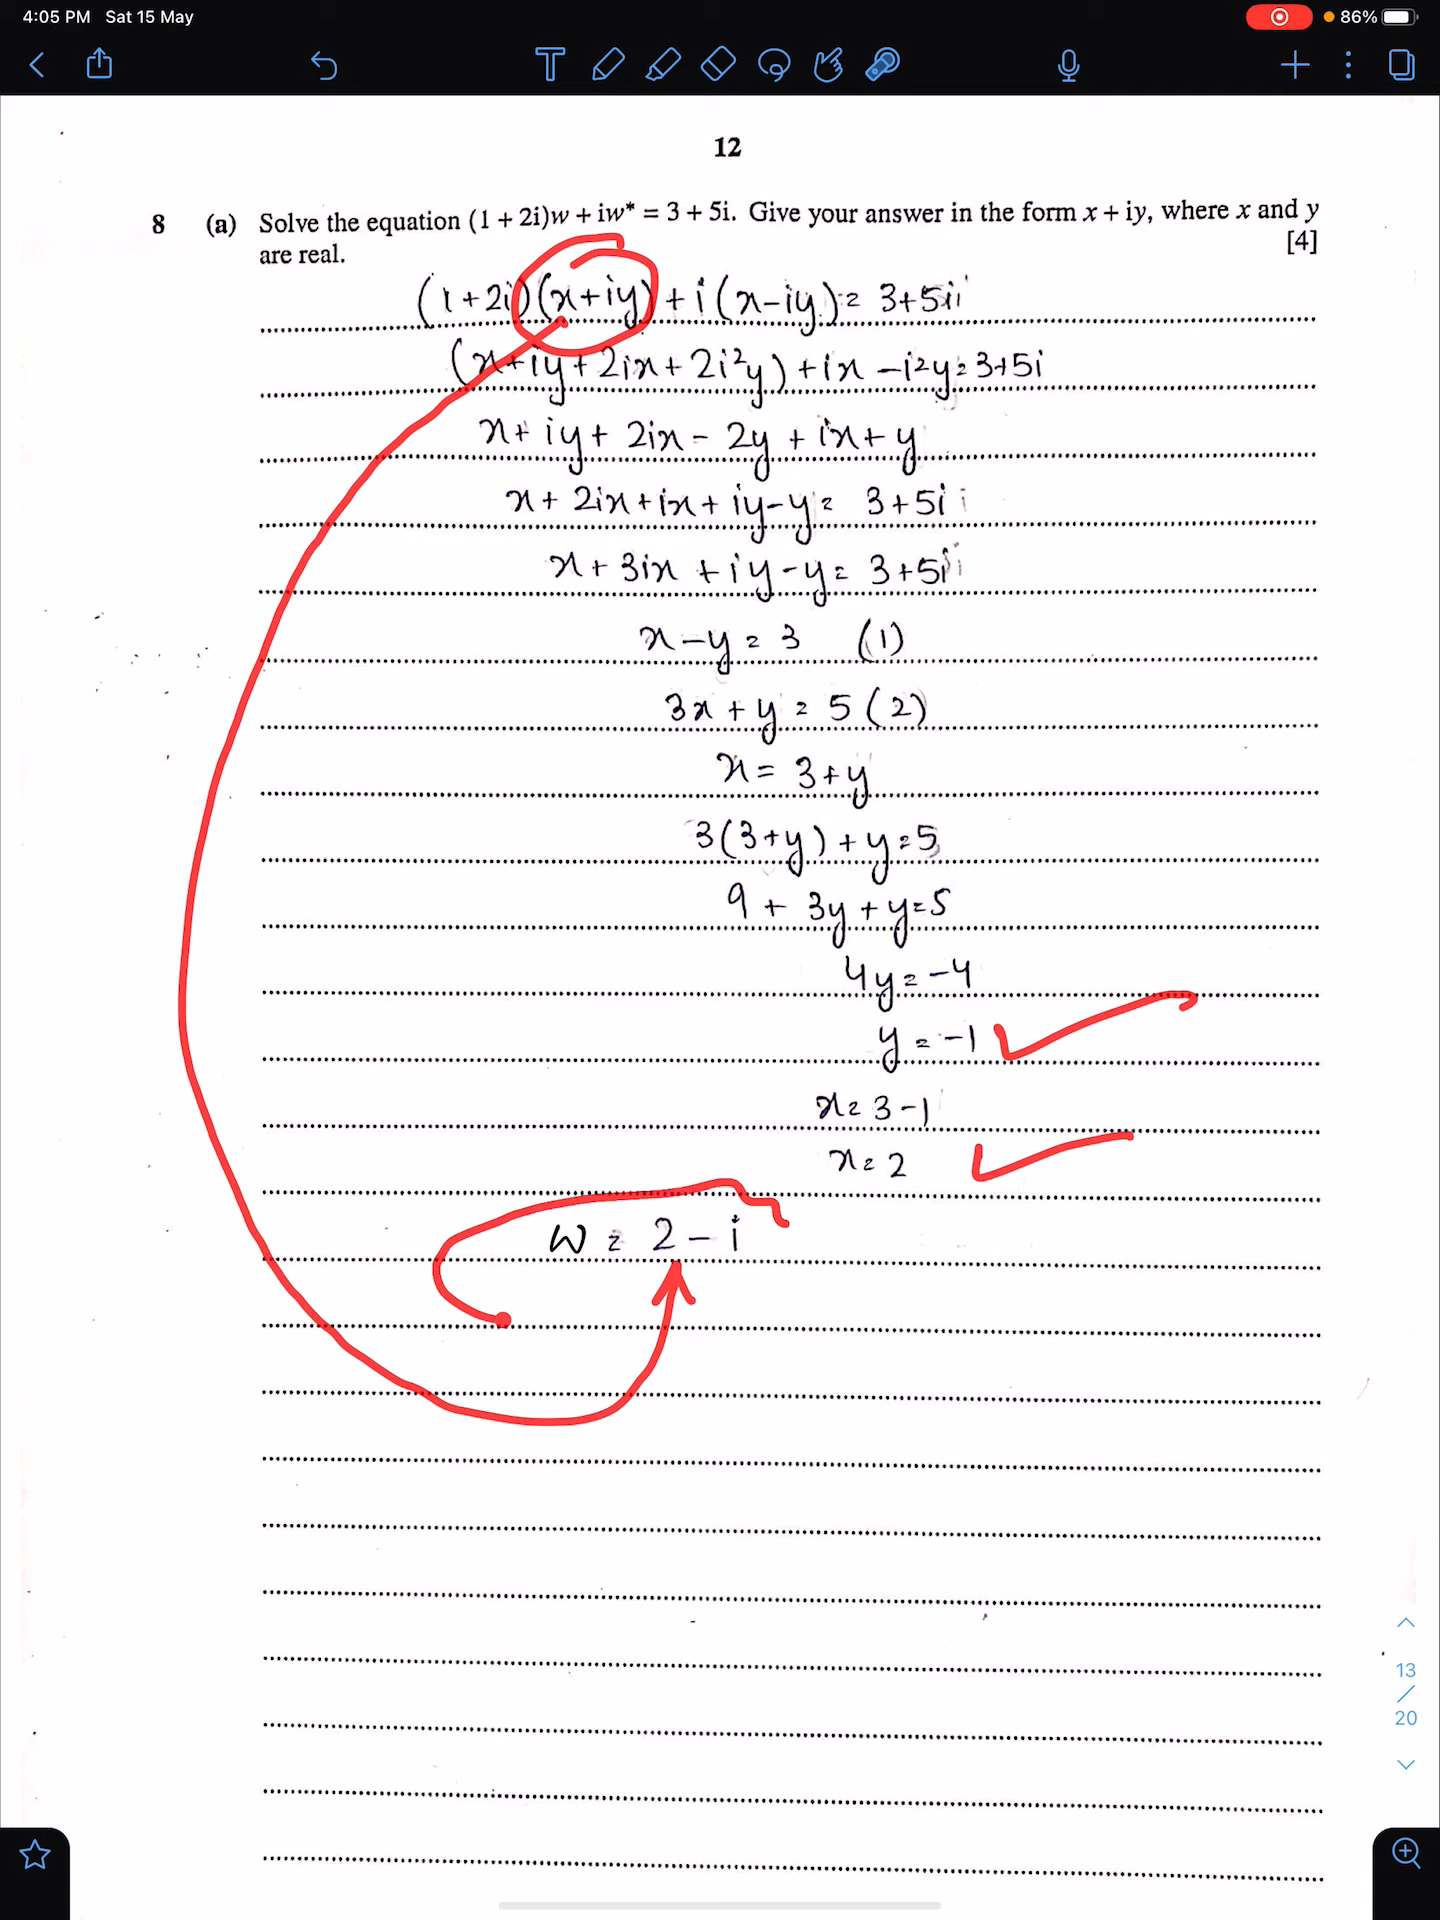 4:05 PM Sat 15 May
86%
12
8 (a) Solve the equation (1 + 2i)w + iw* = 3 + 5i. Give your answer in the form x + iy, where x and y
are real. [4]
(1+2i)(x+iy)+i(x-iy)= 3+5i
(x+iy+2ix+2i²y)+ix-i²y=3+5i
x+iy+2ix-2y+ix+y
x+2ix+ix+iy-y= 3+5i
x+3ix+iy-y= 3+5i
x-y=3 (1)
3x+y=5 (2)
x=3+y
3(3+y)+y=5
9+3y+y=5
4y=-4
y=-1
x=3-1
x=2
W=2-i
13
/
20